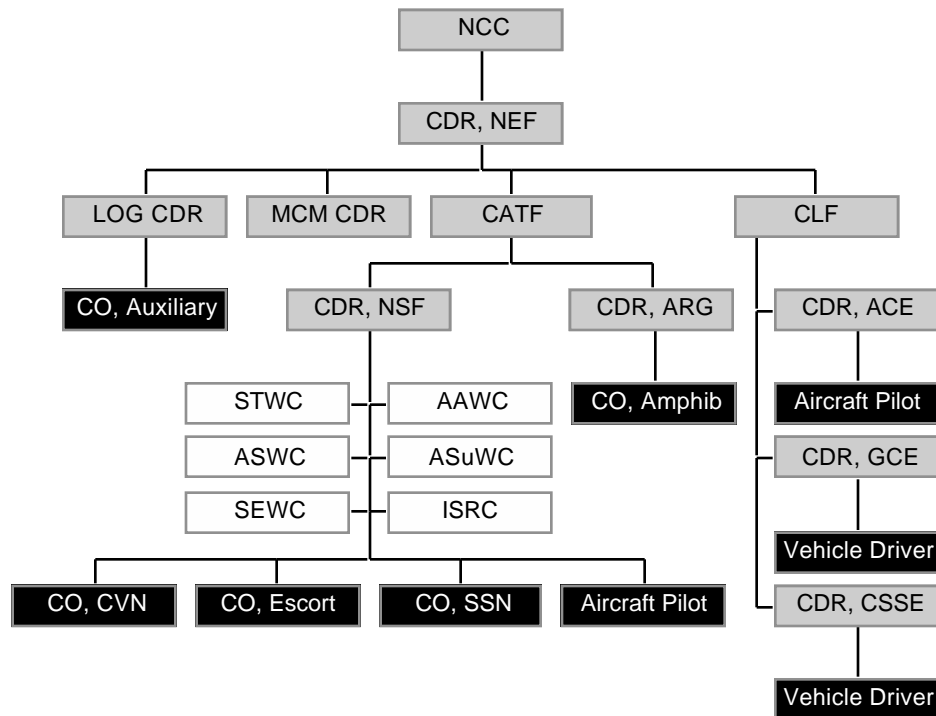 NCC
CDR, NEF
LOG CDR
MCM CDR
CATF
CLF
CO, Auxiliary
CDR, NSF
CDR, ARG
CDR, ACE
STWC
AAWC
CO, Amphib
Aircraft Pilot
ASWC
ASuWC
CDR, GCE
SEWC
ISRC
Vehicle Driver
CO, CVN
CO, Escort
CO, SSN
Aircraft Pilot
CDR, CSSE
Vehicle Driver